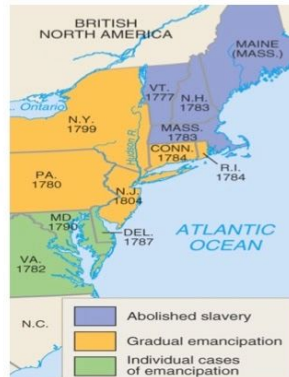 BRITISH
NORTH AMERICA
MAINE
(MASS.)
VT.
1777
N.H.
1783
Ontario
N.Y.
1799
Hudson R.
MASS.
1783
CONN.
1784
R.I.
1784
PA.
1780
N.J.
1804
MD.
1790
DEL.
1787
ATLANTIC
OCEAN
VA.
1782
N.C.
Abolished slavery
Gradual emancipation
Individual cases
of emancipation